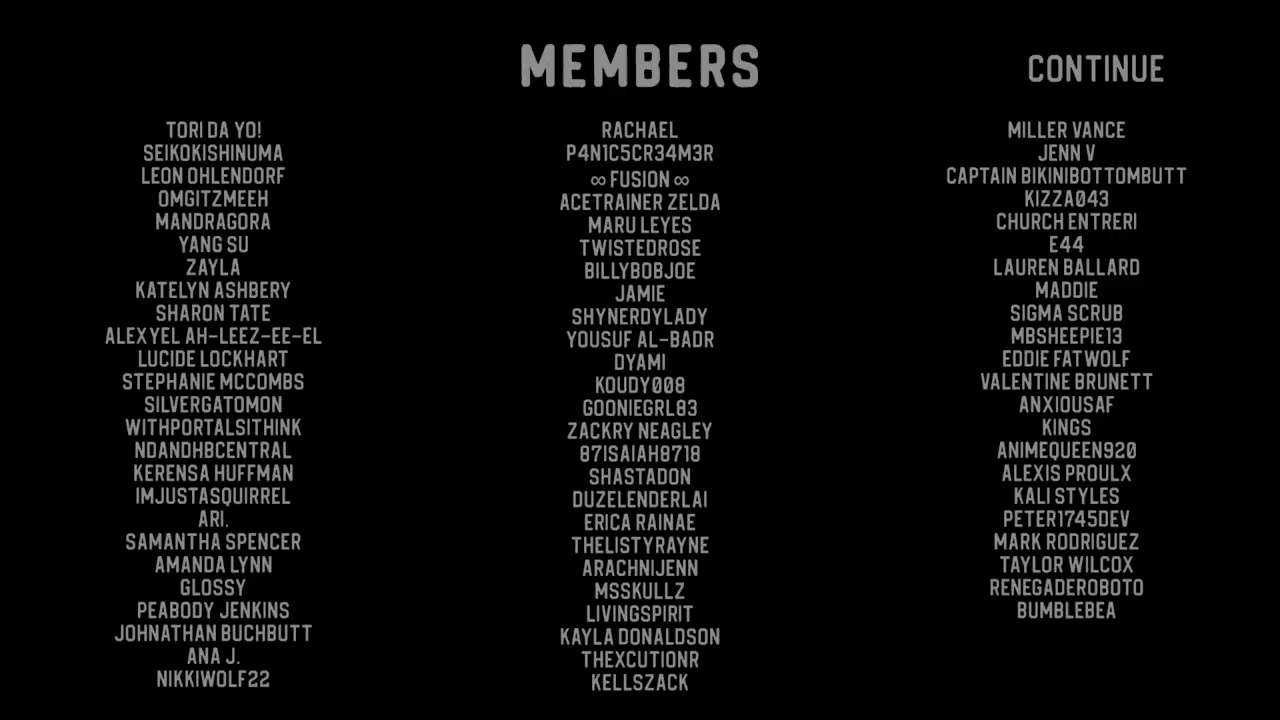 MEMBERS
CONTINUE
TORI DA YO!
SEIKOKISHINUMA
LEON OHLENDORF
OMGITZMEEH
MANDRAGORA
YANG SU
ZAYLA
KATELYN ASHBERY
SHARON TATE
ALEXYEL AH-LEEZ-EE-EL
LUCIDE LOCKHART
STEPHANIE MCCOMBS
SILVERGATOMON
WITHPORTALSITHINK
NDANDHBCENTRAL
KERENSA HUFFMAN
IMJUSTASQUIRREL
ARI.
SAMANTHA SPENCER
AMANDA LYNN
GLOSSY
PEABODY JENKINS
JOHNATHAN BUCHBUTT
ANA J.
NIKKIWOLF22
RACHAEL
P4N1C5CR34M3R
∞ FUSION ∞
ACETRAINER ZELDA
MARU LEYES
TWISTEDROSE
BILLYBOBJOE
JAMIE
SHYNERDYLADY
YOUSUF AL-BADR
DYAMI
KOUDY008
GOONIEGRL83
ZACKRY NEAGLEY
87ISAIAH8718
SHASTADON
DUZELENDERLAI
ERICA RAINAE
THELISTYRAYNE
ARACHNIJENN
MSSKULLZ
LIVINGSPIRIT
KAYLA DONALDSON
THEXCUTIONR
KELLSZACK
MILLER VANCE
JENN V
CAPTAIN BIKINIBOTTOMBUTT
KIZZA043
CHURCH ENTRERI
E44
LAUREN BALLARD
MADDIE
SIGMA SCRUB
MBSHEEPIE13
EDDIE FATWOLF
VALENTINE BRUNETT
ANXIOUSAF
KINGS
ANIMEQUEEN920
ALEXIS PROULX
KALI STYLES
PETER1745DEV
MARK RODRIGUEZ
TAYLOR WILCOX
RENEGADEROBOTO
BUMBLEBEA